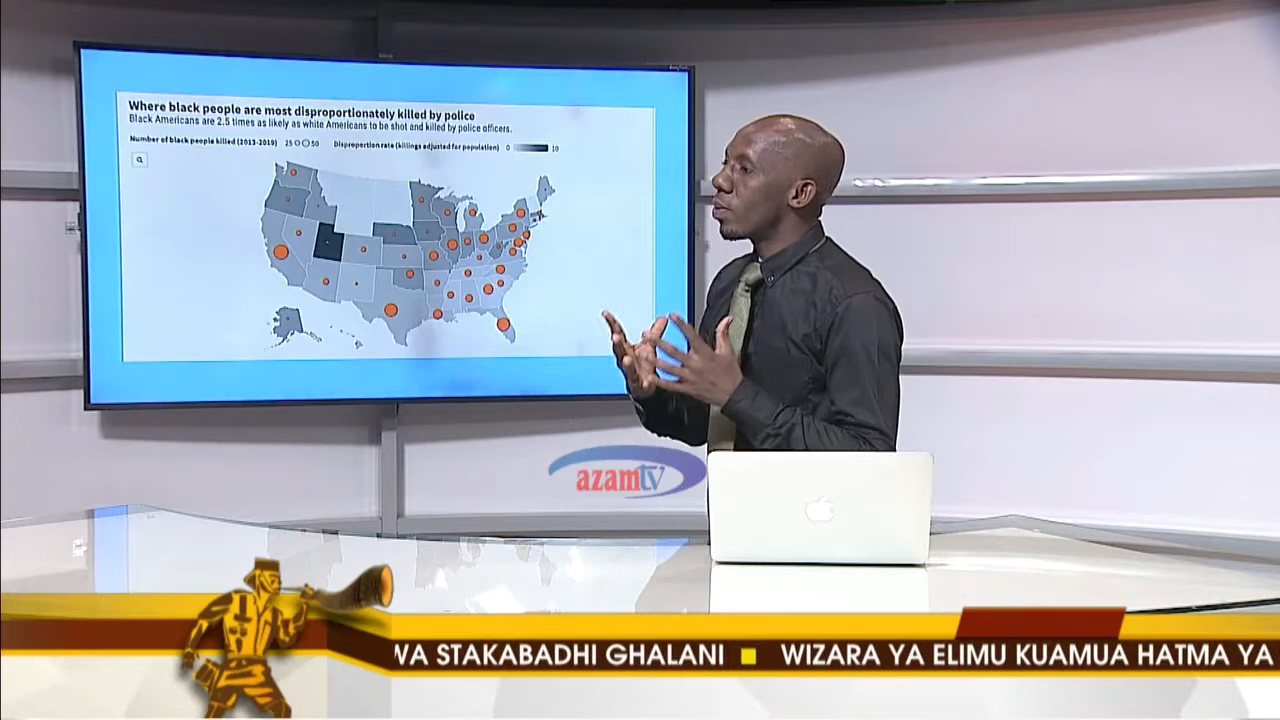 Where black people are most disproportionately killed by police
Black Americans are 2.5 times as likely as white Americans to be shot and killed by police officers.
Number of black people killed (2013-2019) 25 50 Disproportion rate (killings adjusted for population) 0 10
azamtv
WA STAKABADHI GHALANI WIZARA YA ELIMU KUAMUA HATMA YA